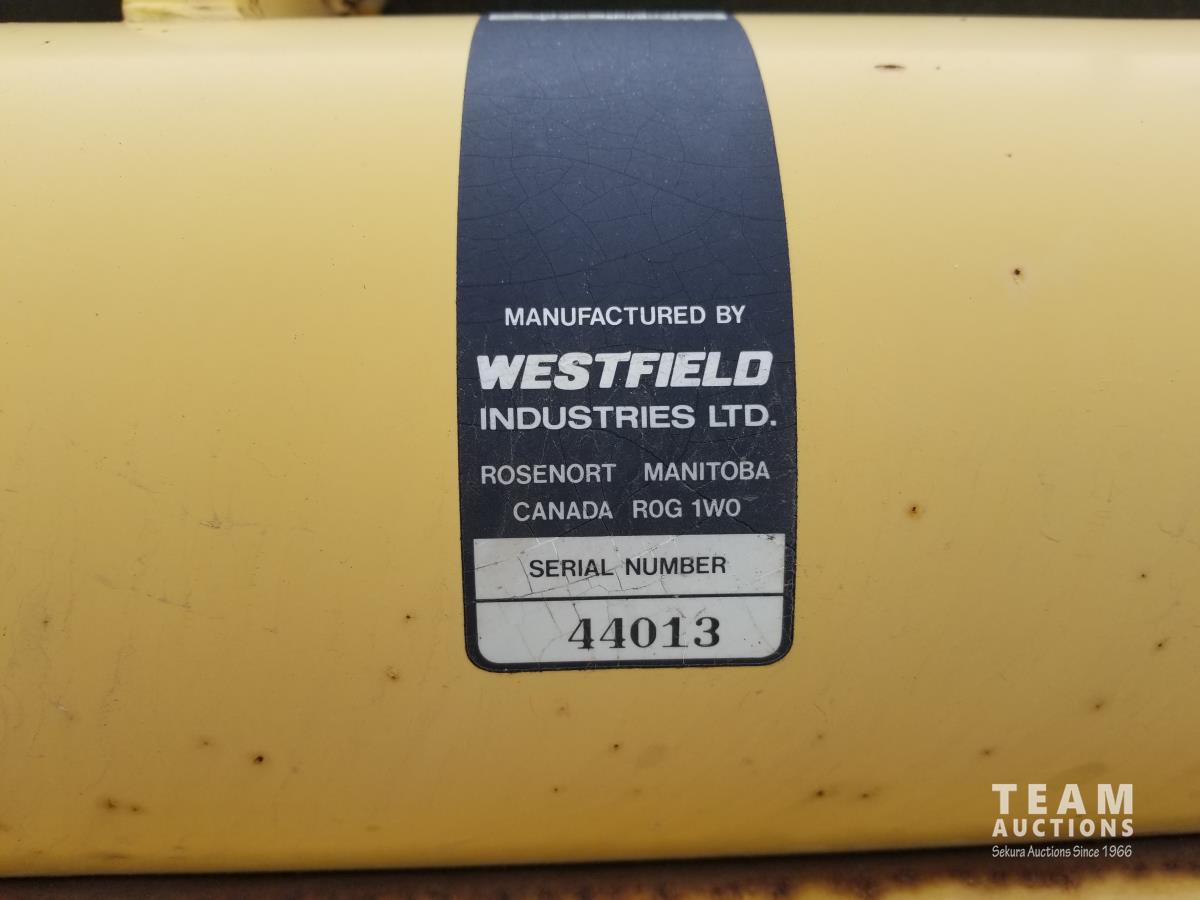 MANUFACTURED BY
WESTFIELD
INDUSTRIES LTD.
ROSENORT MANITOBA
CANADA R0G 1W0
SERIAL NUMBER
44013
TEAM
AUCTIONS
Sekura Auctions Since 1966